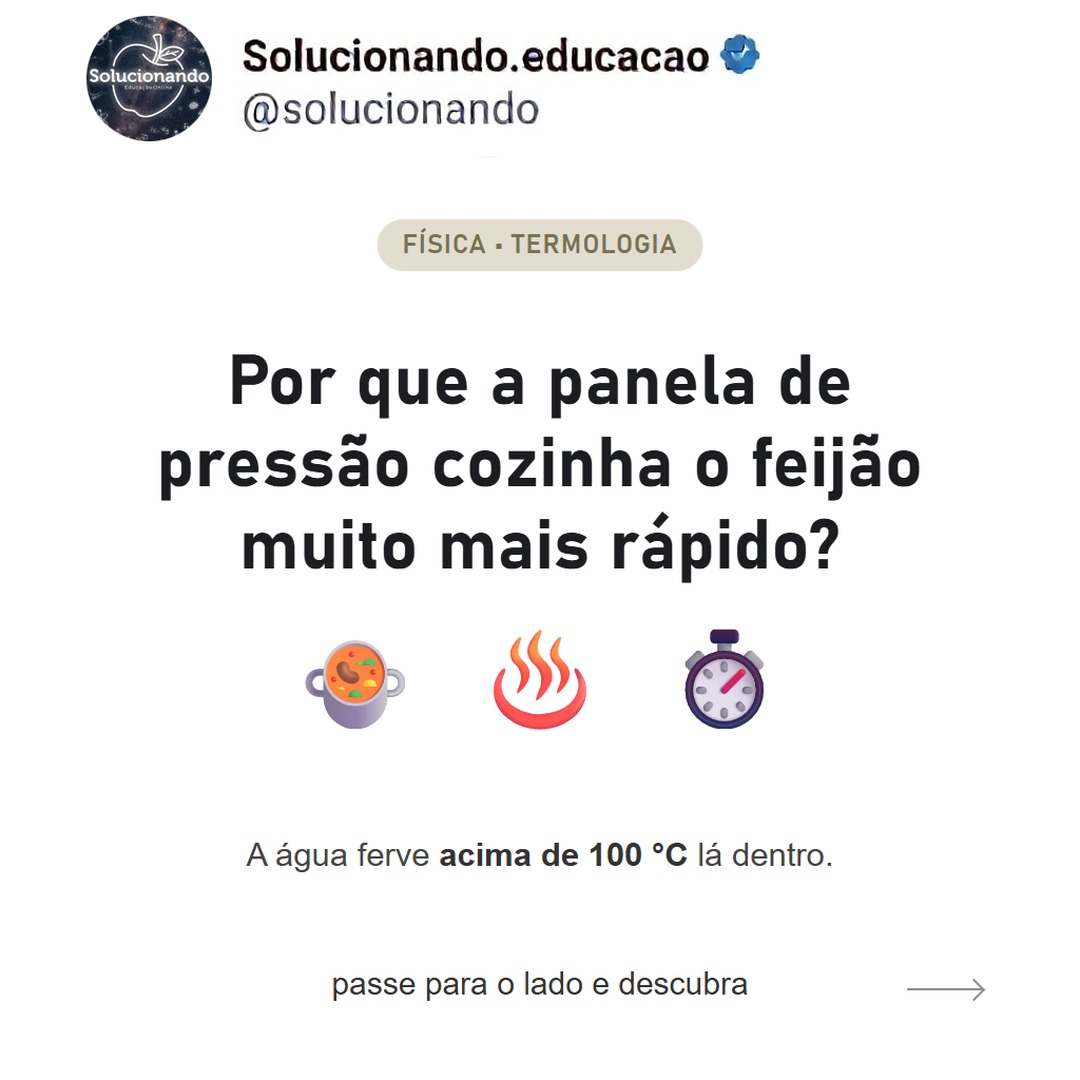 Solucionando
Educação Online
Solucionando.educacao
@solucionando
FÍSICA ▪ TERMOLOGIA
Por que a panela de
pressão cozinha o feijão
muito mais rápido?
A água ferve acima de 100 °C lá dentro.
passe para o lado e descubra